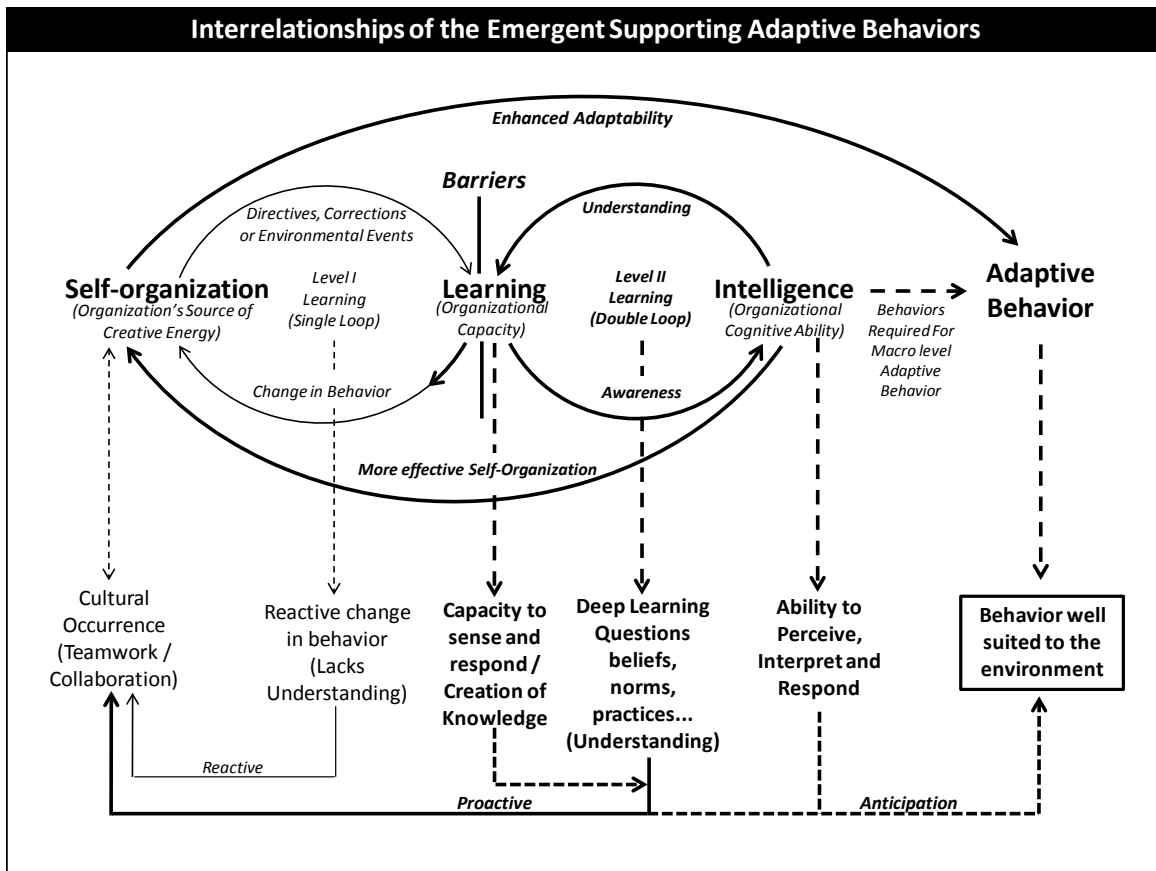 Interrelationships of the Emergent Supporting Adaptive Behaviors
Enhanced Adaptability
Barriers
Directives, Corrections
or Environmental Events
Understanding
Self-organization
(Organization's Source of
Creative Energy)
Level I
Learning
(Single Loop)
Learning
(Organizational
Capacity)
Level II
Learning
(Double Loop)
Intelligence
(Organizational
Cognitive Ability)
Behaviors
Required For
Macro level
Adaptive
Behavior
Adaptive
Behavior
Change in Behavior
Awareness
More effective Self-Organization
Cultural
Occurrence
(Teamwork /
Collaboration)
Reactive change
in behavior
(Lacks
Understanding)
Capacity to
sense and
respond /
Creation of
Knowledge
Deep Learning
Questions
beliefs,
norms,
practices...
(Understanding)
Ability to
Perceive,
Interpret and
Respond
Behavior well
suited to the
environment
Reactive
Proactive
Anticipation